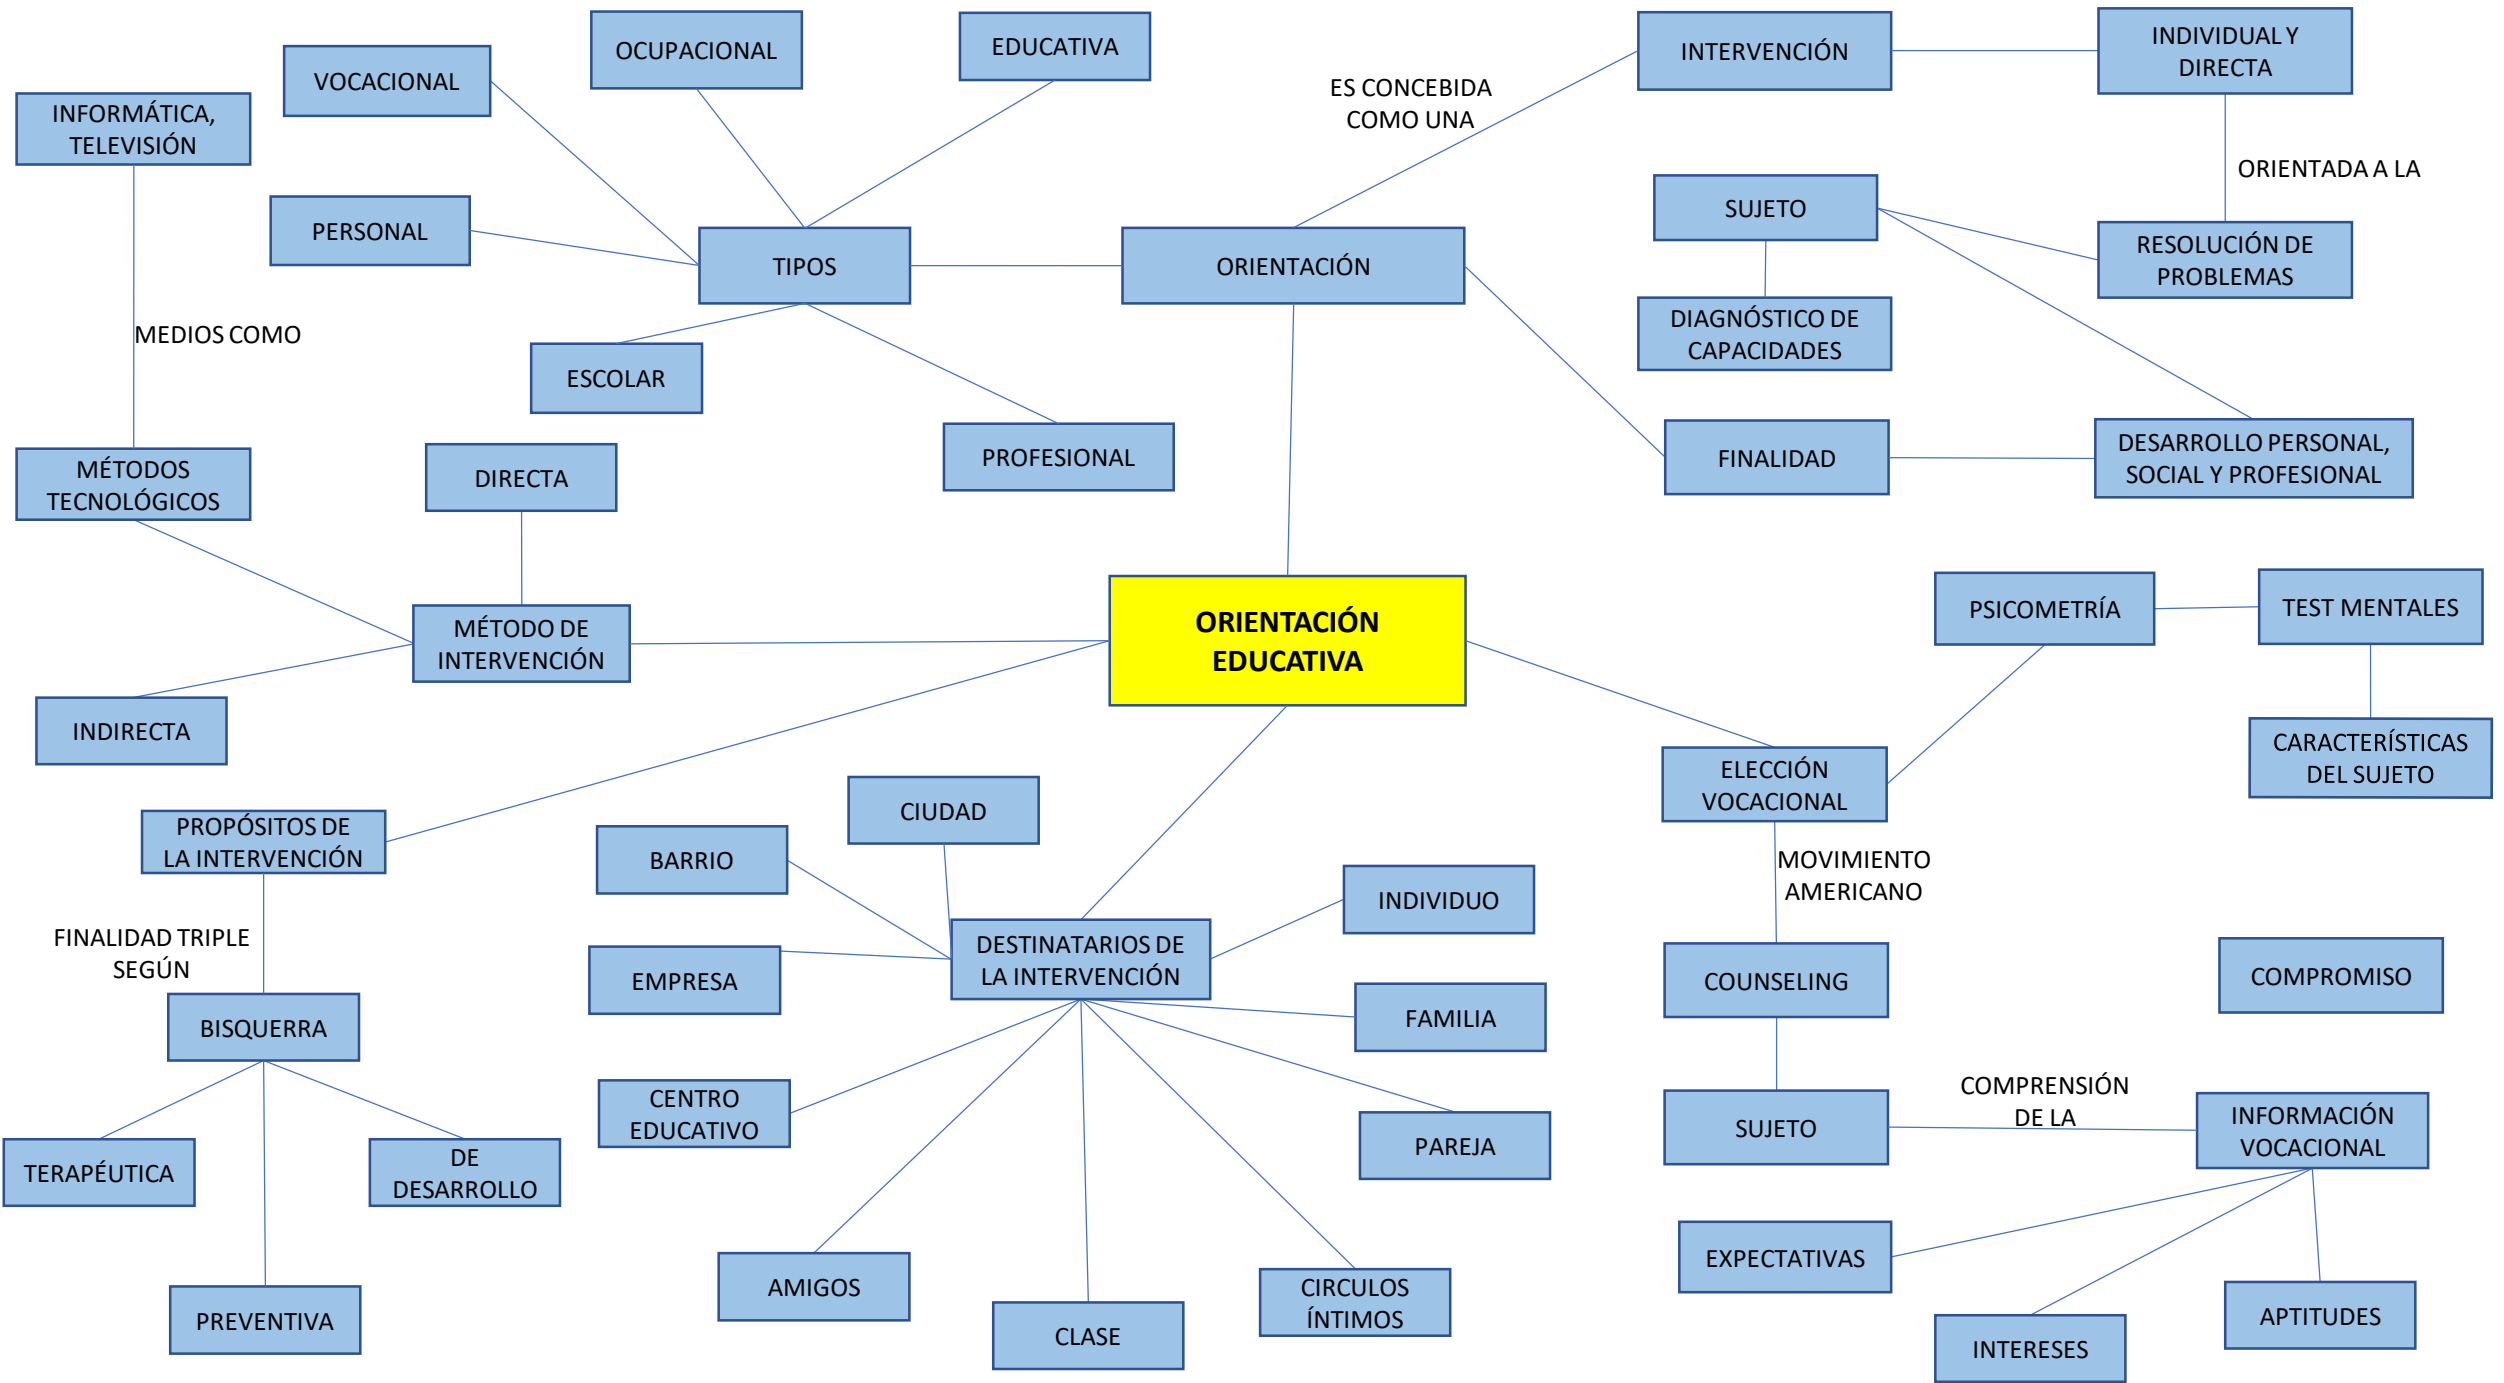 OCUPACIONAL
EDUCATIVA
INTERVENCIÓN
INDIVIDUAL Y
DIRECTA
VOCACIONAL
ES CONCEBIDA
COMO UNA
INFORMÁTICA,
TELEVISIÓN
ORIENTADA A LA
SUJETO
PERSONAL
TIPOS
ORIENTACIÓN
RESOLUCIÓN DE
PROBLEMAS
DIAGNÓSTICO DE
CAPACIDADES
MEDIOS COMO
ESCOLAR
PROFESIONAL
FINALIDAD
DESARROLLO PERSONAL,
SOCIAL Y PROFESIONAL
MÉTODOS
TECNOLÓGICOS
DIRECTA
ORIENTACIÓN
EDUCATIVA
PSICOMETRÍA
TEST MENTALES
MÉTODO DE
INTERVENCIÓN
INDIRECTA
CARACTERÍSTICAS
DEL SUJETO
ELECCIÓN
VOCACIONAL
CIUDAD
PROPÓSITOS DE
LA INTERVENCIÓN
BARRIO
MOVIMIENTO
AMERICANO
INDIVIDUO
FINALIDAD TRIPLE
SEGÚN
DESTINATARIOS DE
LA INTERVENCIÓN
EMPRESA
COUNSELING
COMPROMISO
BISQUERRA
FAMILIA
CENTRO
EDUCATIVO
COMPRENSIÓN
DE LA
SUJETO
INFORMACIÓN
VOCACIONAL
PAREJA
TERAPÉUTICA
DE
DESARROLLO
EXPECTATIVAS
AMIGOS
CIRCULOS
ÍNTIMOS
PREVENTIVA
CLASE
APTITUDES
INTERESES